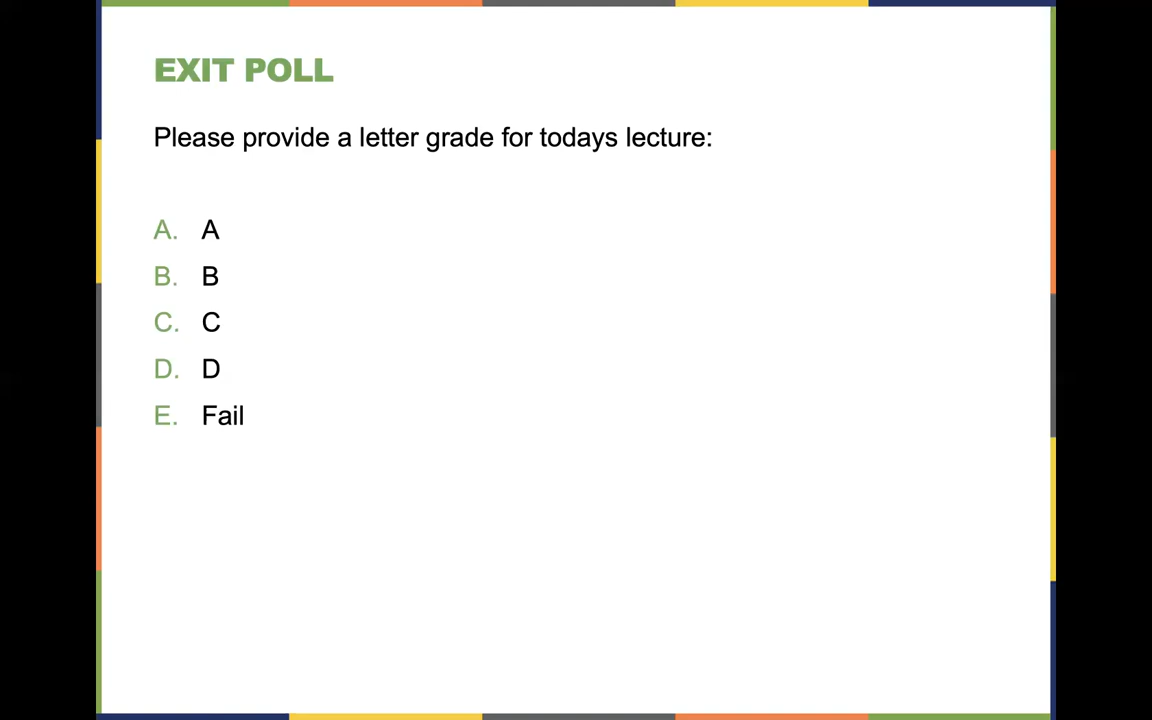 EXIT POLL
Please provide a letter grade for todays lecture:
A. A
B. B
C. C
D. D
E. Fail